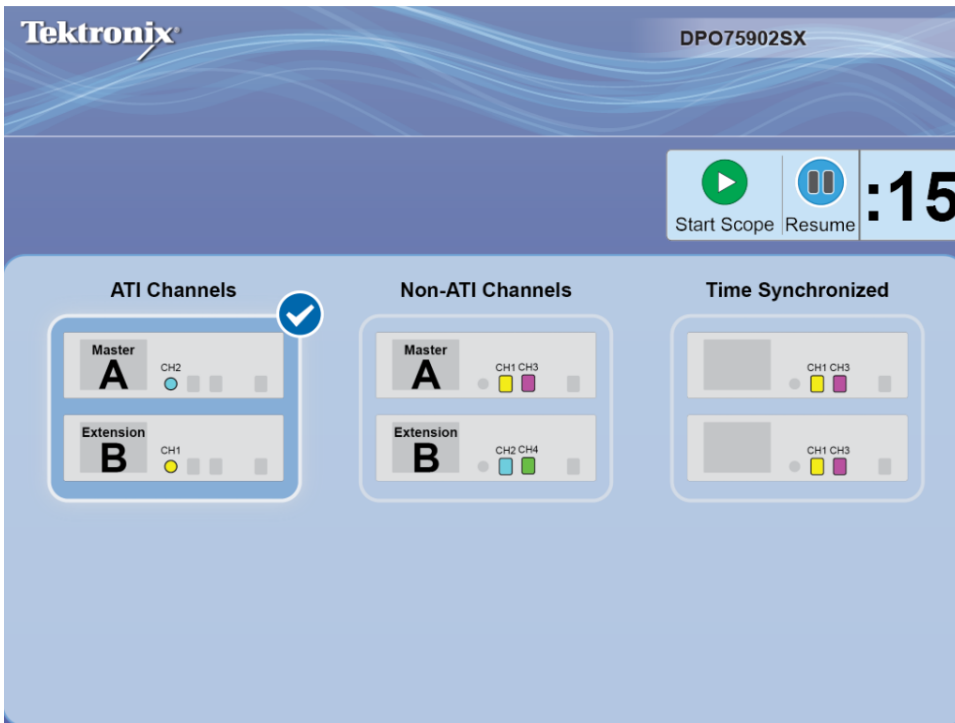 Tektronix
DPO75902SX
Start Scope
Resume
:15
ATI Channels
Non-ATI Channels
Time Synchronized
Master
A
CH2
Extension
B
CH1
Master
A
CH1 CH3
Extension
B
CH2 CH4
CH1 CH3
CH1 CH3